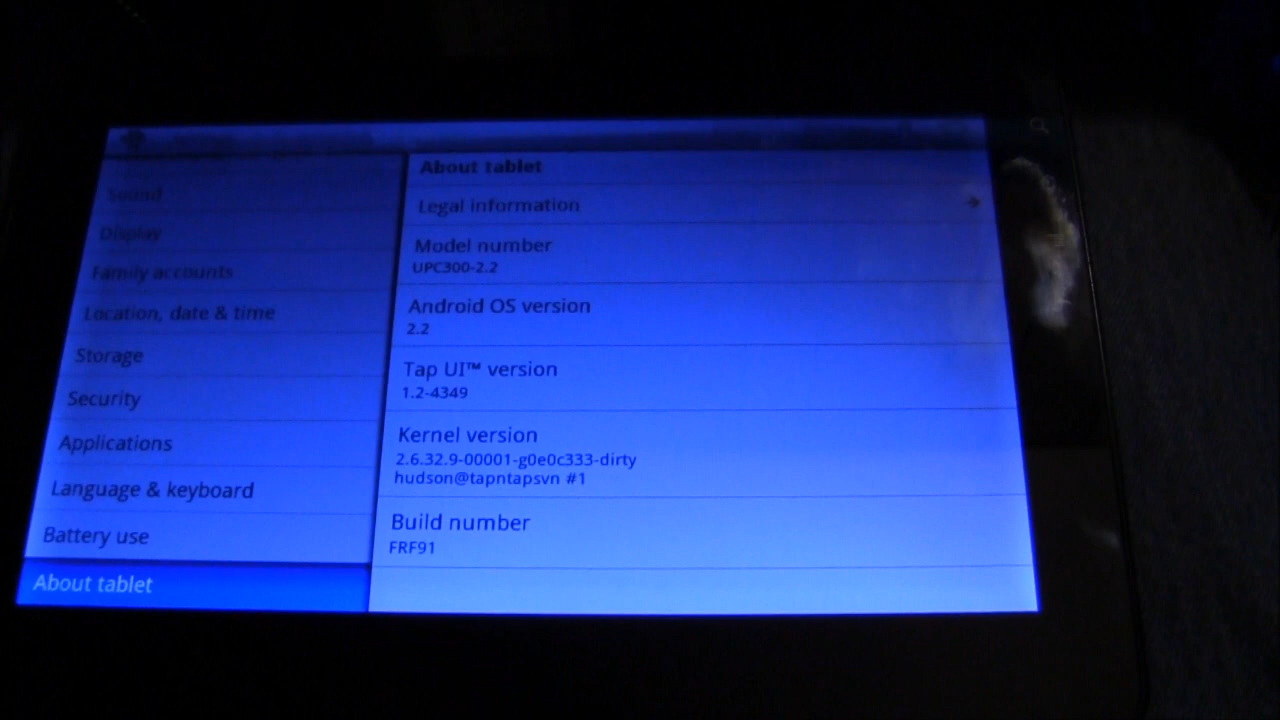 Sound
Display
Family accounts
Location, date & time
Storage
Security
Applications
Language & keyboard
Battery use
About tablet
About tablet
Legal information
Model number
UPC300-2.2
Android OS version
2.2
Tap UI™ version
1.2-4349
Kernel version
2.6.32.9-00001-g0e0c333-dirty
hudson@tapntapsvn #1
Build number
FRF91